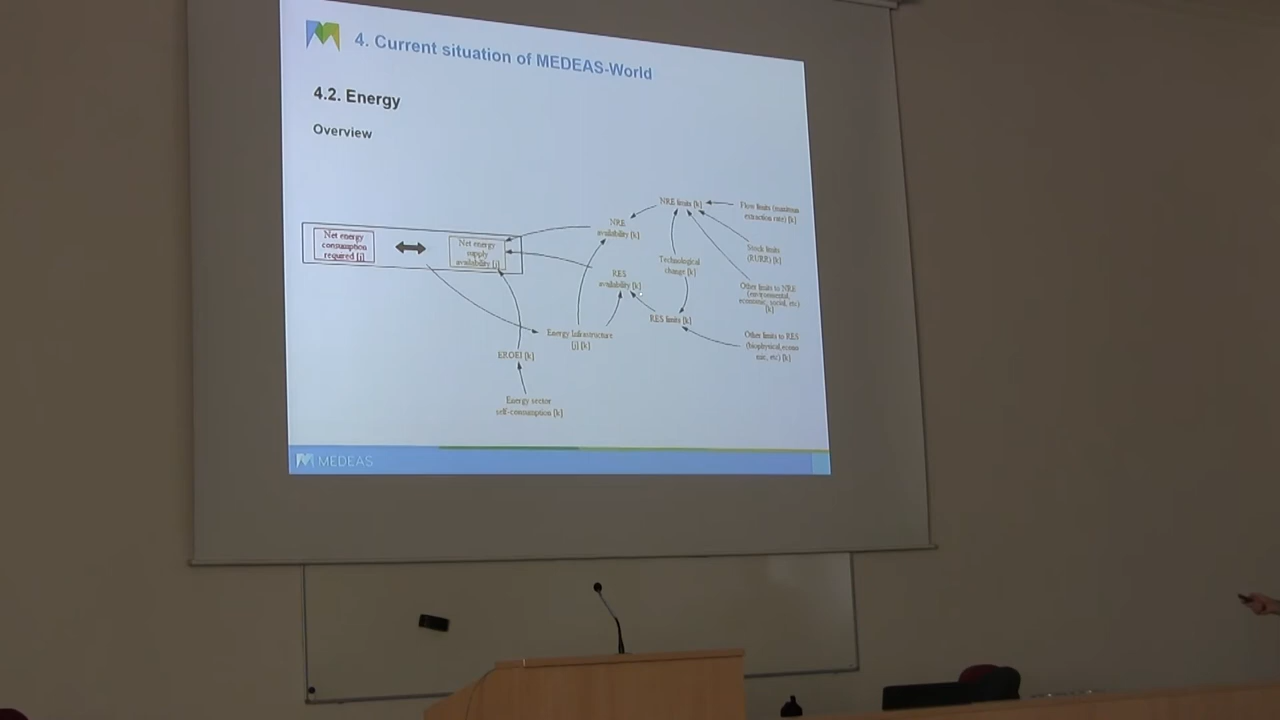 4. Current situation of MEDEAS-World
4.2. Energy
Overview
Net energy
consumption
required [j]
Net energy
supply
availability [j]
NRE
availability [k]
RES
availability [k]
NRE limits [k]
Technological
change [k]
RES limits [k]
Flow limits (maximum
extraction rate) [k]
Stock limits
(RURR) [k]
Other limits to NRE
(environmental,
economic, social, etc)
[k]
Other limits to RES
(biophysical, econo
mic, etc) [k]
Energy Infrastructure
[j] [k]
EROEI [k]
Energy sector
self-consumption [k]
MEDEAS